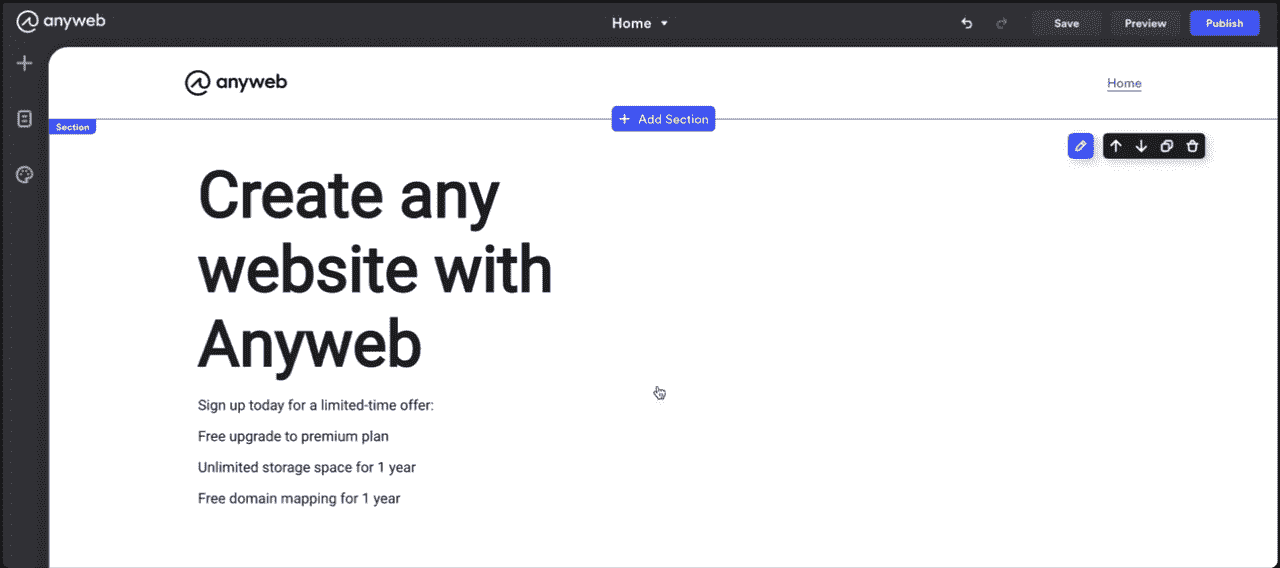 anyweb
Home
Save
Preview
Publish
anyweb
Home
Add Section
Section
Create any
website with
Anyweb
Sign up today for a limited-time offer:
Free upgrade to premium plan
Unlimited storage space for 1 year
Free domain mapping for 1 year